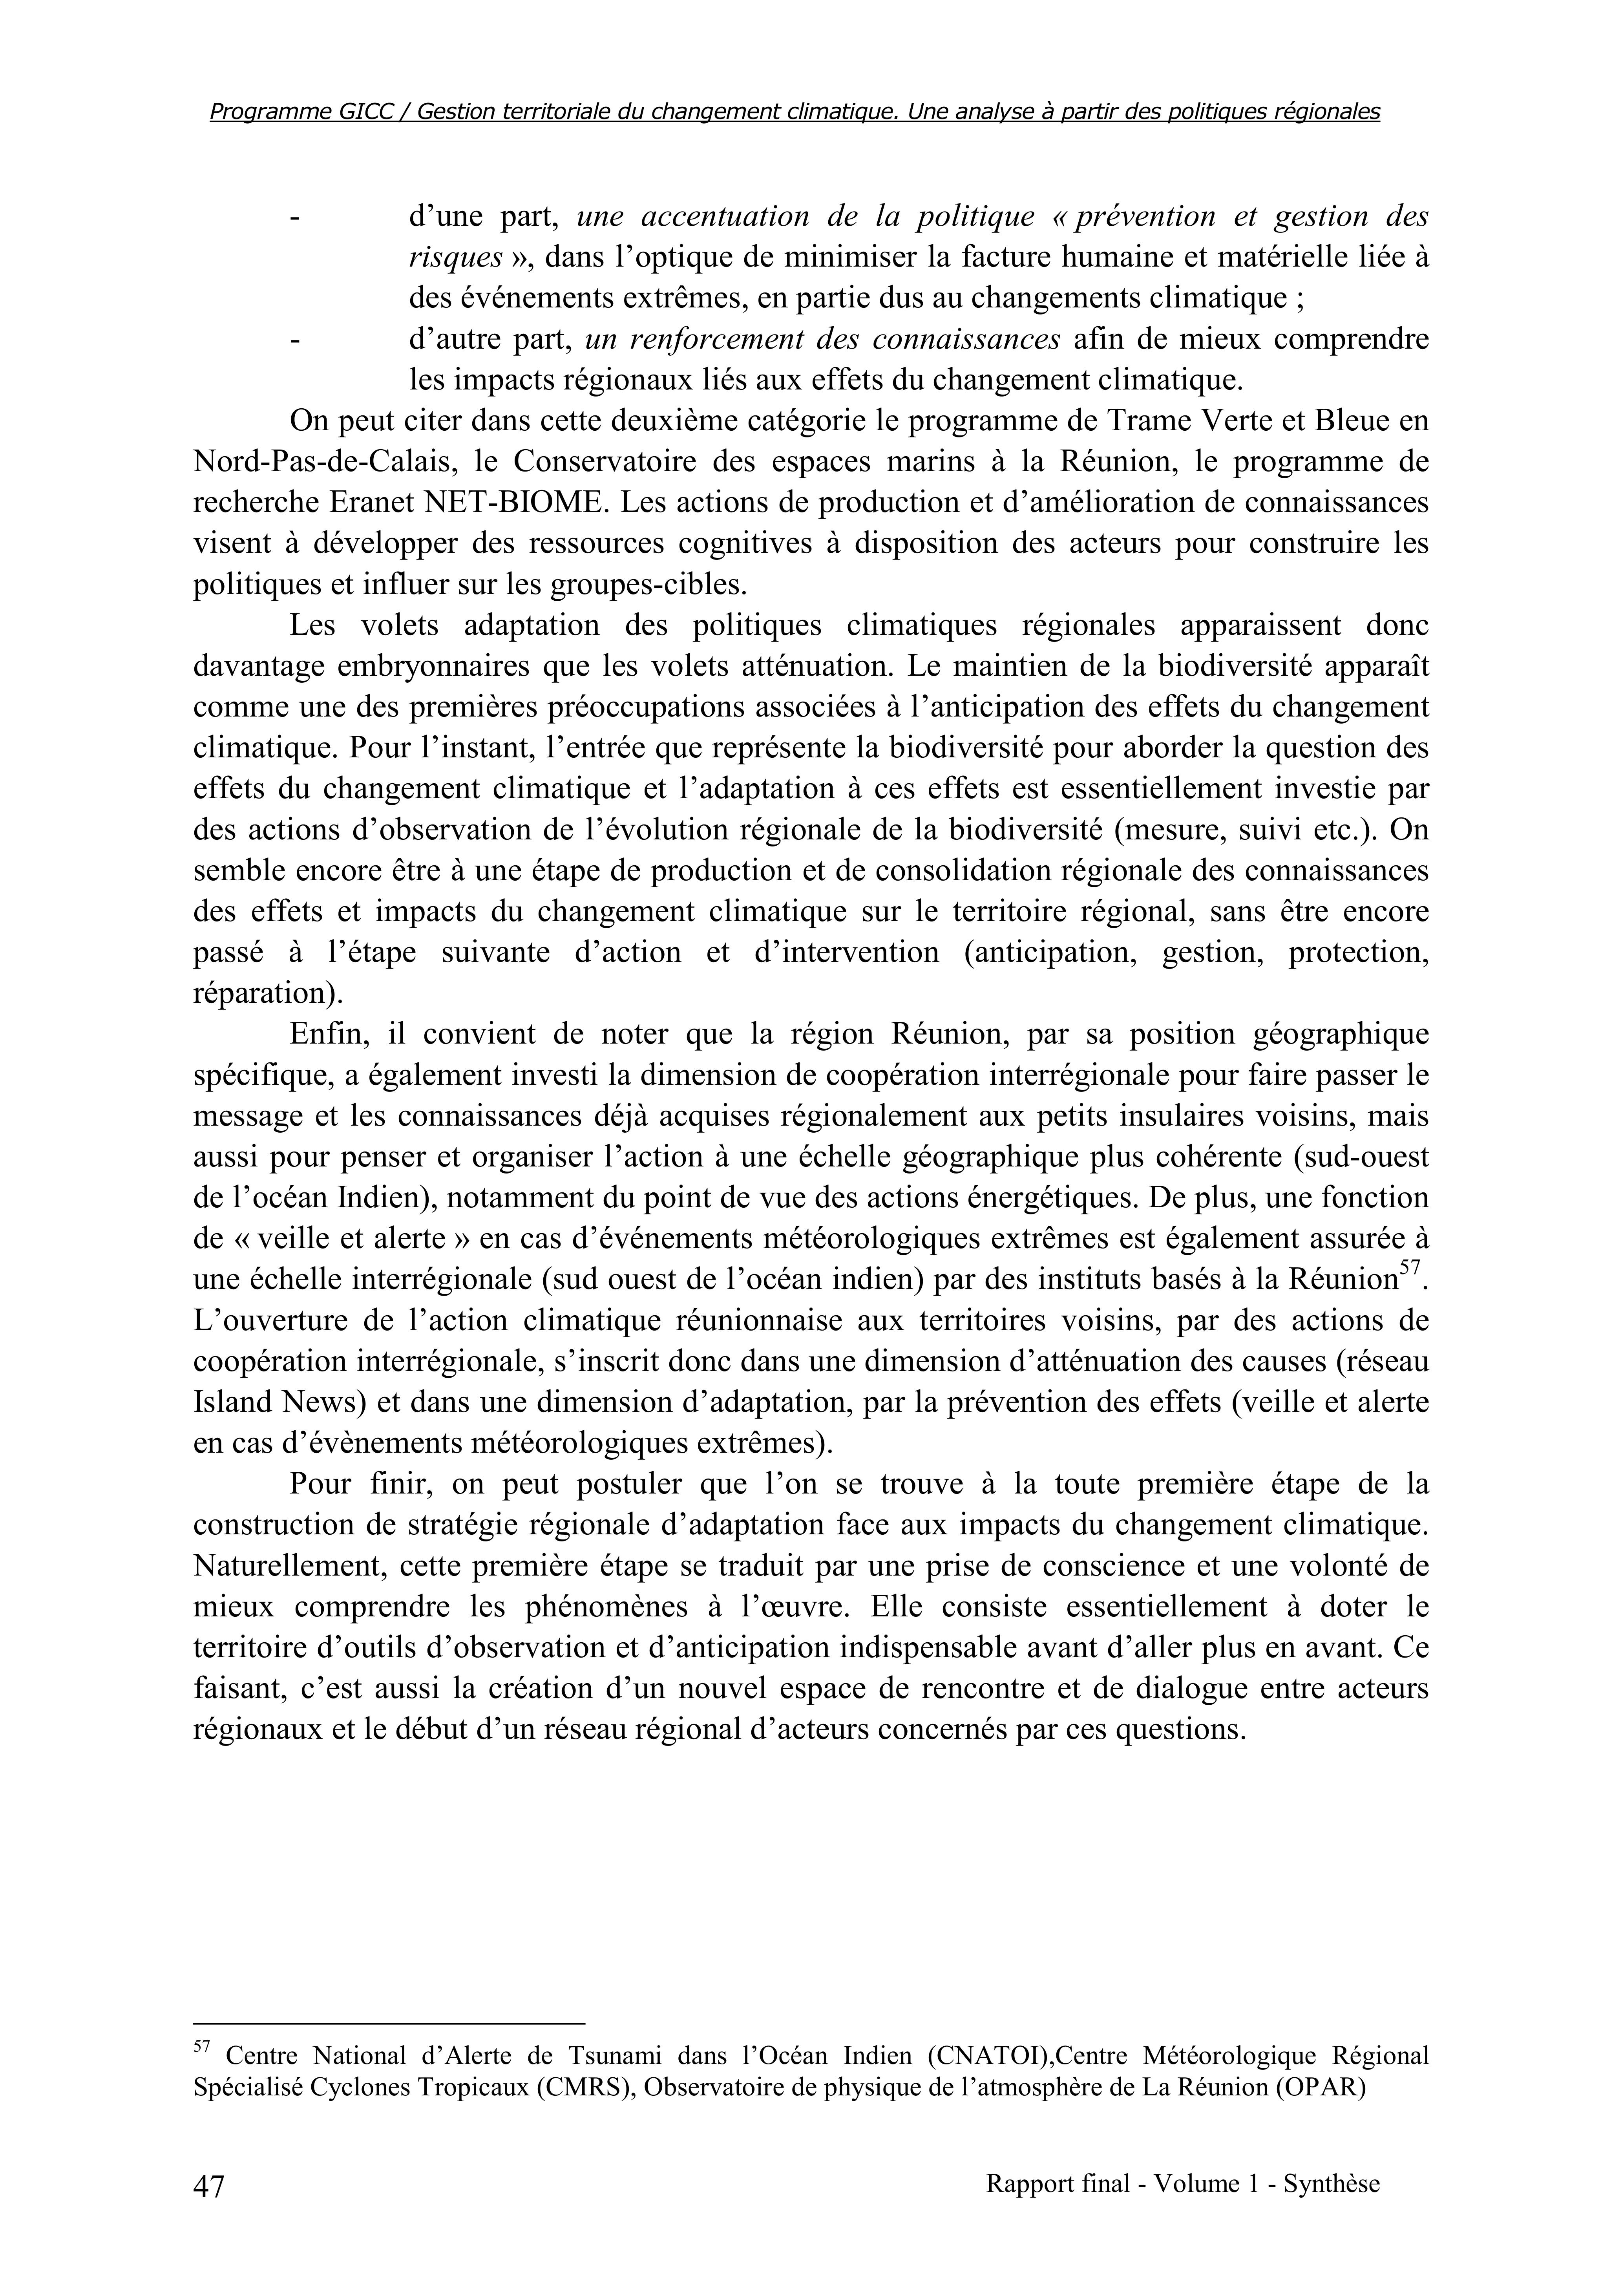 Programme GICC / Gestion territoriale du changement climatique. Une analyse à partir des politiques régionales
- d’une part, une accentuation de la politique « prévention et gestion des
risques », dans l’optique de minimiser la facture humaine et matérielle liée à
des événements extrêmes, en partie dus au changements climatique ;
- d’autre part, un renforcement des connaissances afin de mieux comprendre
les impacts régionaux liés aux effets du changement climatique.
On peut citer dans cette deuxième catégorie le programme de Trame Verte et Bleue en
Nord-Pas-de-Calais, le Conservatoire des espaces marins à la Réunion, le programme de
recherche Eranet NET-BIOME. Les actions de production et d’amélioration de connaissances
visent à développer des ressources cognitives à disposition des acteurs pour construire les
politiques et influer sur les groupes-cibles.
Les volets adaptation des politiques climatiques régionales apparaissent donc
davantage embryonnaires que les volets atténuation. Le maintien de la biodiversité apparaît
comme une des premières préoccupations associées à l’anticipation des effets du changement
climatique. Pour l’instant, l’entrée que représente la biodiversité pour aborder la question des
effets du changement climatique et l’adaptation à ces effets est essentiellement investie par
des actions d’observation de l’évolution régionale de la biodiversité (mesure, suivi etc.). On
semble encore être à une étape de production et de consolidation régionale des connaissances
des effets et impacts du changement climatique sur le territoire régional, sans être encore
passé à l’étape suivante d’action et d’intervention (anticipation, gestion, protection,
réparation).
Enfin, il convient de noter que la région Réunion, par sa position géographique
spécifique, a également investi la dimension de coopération interrégionale pour faire passer le
message et les connaissances déjà acquises régionalement aux petits insulaires voisins, mais
aussi pour penser et organiser l’action à une échelle géographique plus cohérente (sud-ouest
de l’océan Indien), notamment du point de vue des actions énergétiques. De plus, une fonction
de « veille et alerte » en cas d’événements météorologiques extrêmes est également assurée à
une échelle interrégionale (sud ouest de l’océan indien) par des instituts basés à la Réunion57.
L’ouverture de l’action climatique réunionnaise aux territoires voisins, par des actions de
coopération interrégionale, s’inscrit donc dans une dimension d’atténuation des causes (réseau
Island News) et dans une dimension d’adaptation, par la prévention des effets (veille et alerte
en cas d’évènements météorologiques extrêmes).
Pour finir, on peut postuler que l’on se trouve à la toute première étape de la
construction de stratégie régionale d’adaptation face aux impacts du changement climatique.
Naturellement, cette première étape se traduit par une prise de conscience et une volonté de
mieux comprendre les phénomènes à l’œuvre. Elle consiste essentiellement à doter le
territoire d’outils d’observation et d’anticipation indispensable avant d’aller plus en avant. Ce
faisant, c’est aussi la création d’un nouvel espace de rencontre et de dialogue entre acteurs
régionaux et le début d’un réseau régional d’acteurs concernés par ces questions.
57 Centre National d’Alerte de Tsunami dans l’Océan Indien (CNATOI),Centre Météorologique Régional
Spécialisé Cyclones Tropicaux (CMRS), Observatoire de physique de l’atmosphère de La Réunion (OPAR)
47 Rapport final - Volume 1 - Synthèse